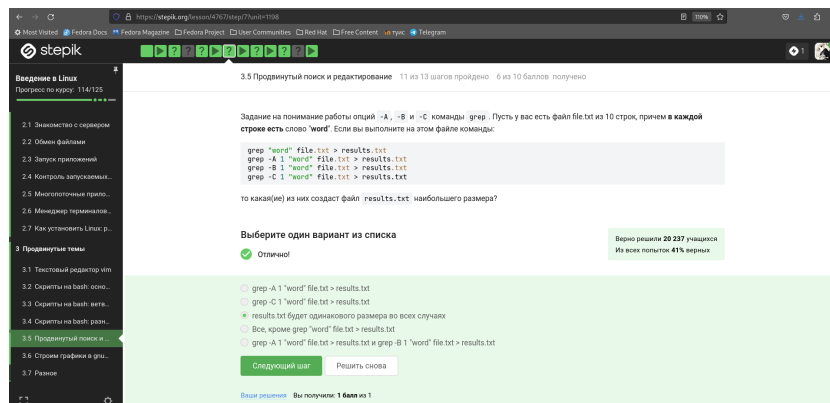 https://stepik.org/lesson/4767/step/7?unit=1198
110%
Most Visited Fedora Docs Fedora Magazine Fedora Project User Communities Red Hat Free Content Telegram
stepik
1
Введение в Linux
Прогресс по курсу: 114/125
2.1 Знакомство с сервером
2.2 Обмен файлами
2.3 Запуск приложений
2.4 Контроль запускаемых...
2.5 Многопоточные прило...
2.6 Менеджер терминалов...
2.7 Как установить Linux: р...
3 Продвинутые темы
3.1 Текстовый редактор vim
3.2 Скрипты на bash: осно...
3.3 Скрипты на bash: ветв...
3.4 Скрипты на bash: разн...
3.5 Продвинутый поиск и ...
3.6 Строим графики в gnu...
3.7 Разное
3.5 Продвинутый поиск и редактирование 11 из 13 шагов пройдено 6 из 10 баллов получено
Задание на понимание работы опций -A, -B и -C команды grep. Пусть у вас есть файл file.txt из 10 строк, причем в каждой
строке есть слово "word". Если вы выполните на этом файле команды:
grep "word" file.txt > results.txt
grep -A 1 "word" file.txt > results.txt
grep -B 1 "word" file.txt > results.txt
grep -C 1 "word" file.txt > results.txt
то какая(ие) из них создаст файл results.txt наибольшего размера?
Выберите один вариант из списка
Отлично!
Верно решили 20 237 учащихся
Из всех попыток 41% верных
grep -A 1 "word" file.txt > results.txt
grep -C 1 "word" file.txt > results.txt
results.txt будет одинакового размера во всех случаях
Все, кроме grep "word" file.txt > results.txt
grep -A 1 "word" file.txt > results.txt и grep -B 1 "word" file.txt > results.txt
Следующий шаг Решить снова
Ваши решения Вы получили: 1 балл из 1